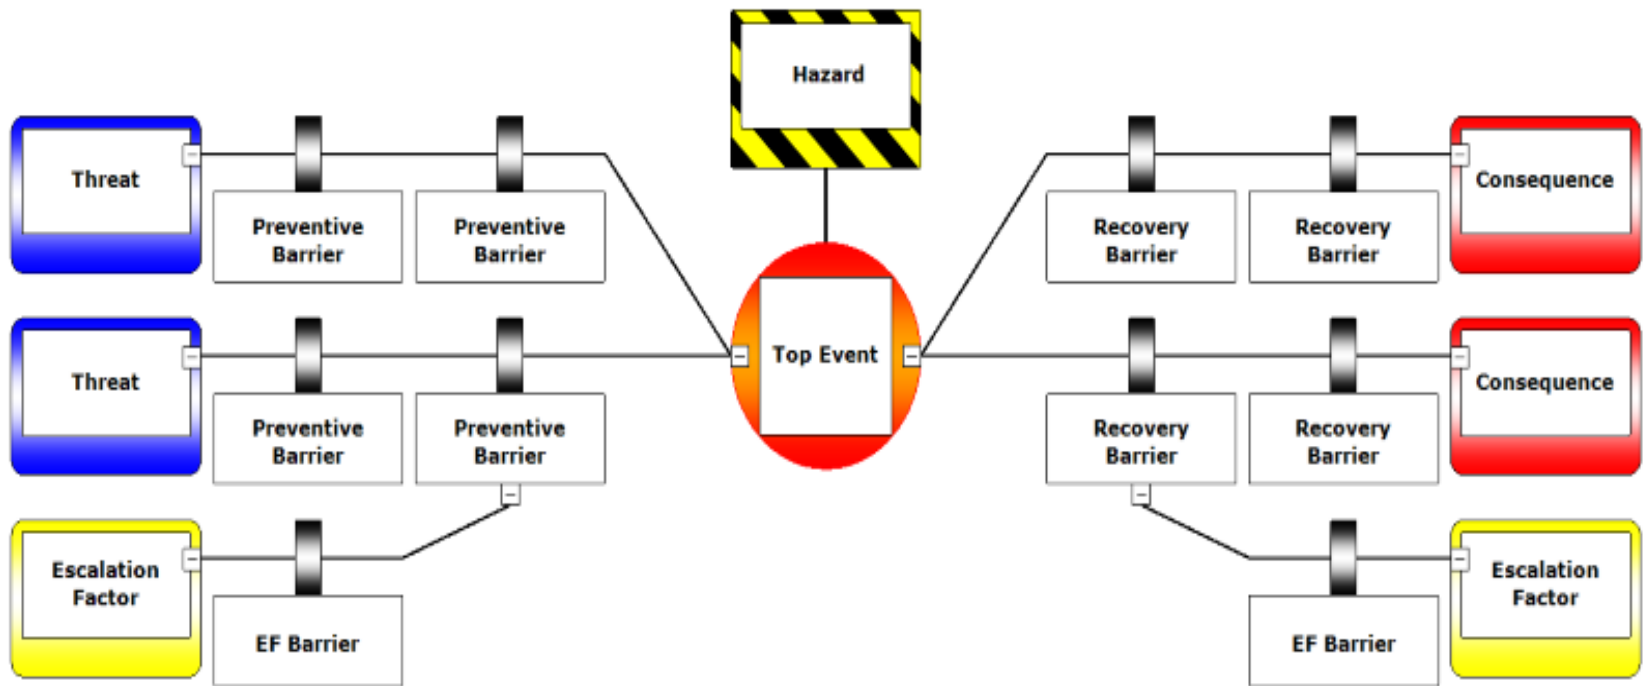 Hazard
Threat
Preventive
Barrier
Preventive
Barrier
Recovery
Barrier
Recovery
Barrier
Consequence
Top Event
Threat
Preventive
Barrier
Preventive
Barrier
Recovery
Barrier
Recovery
Barrier
Consequence
Escalation
Factor
EF Barrier
EF Barrier
Escalation
Factor